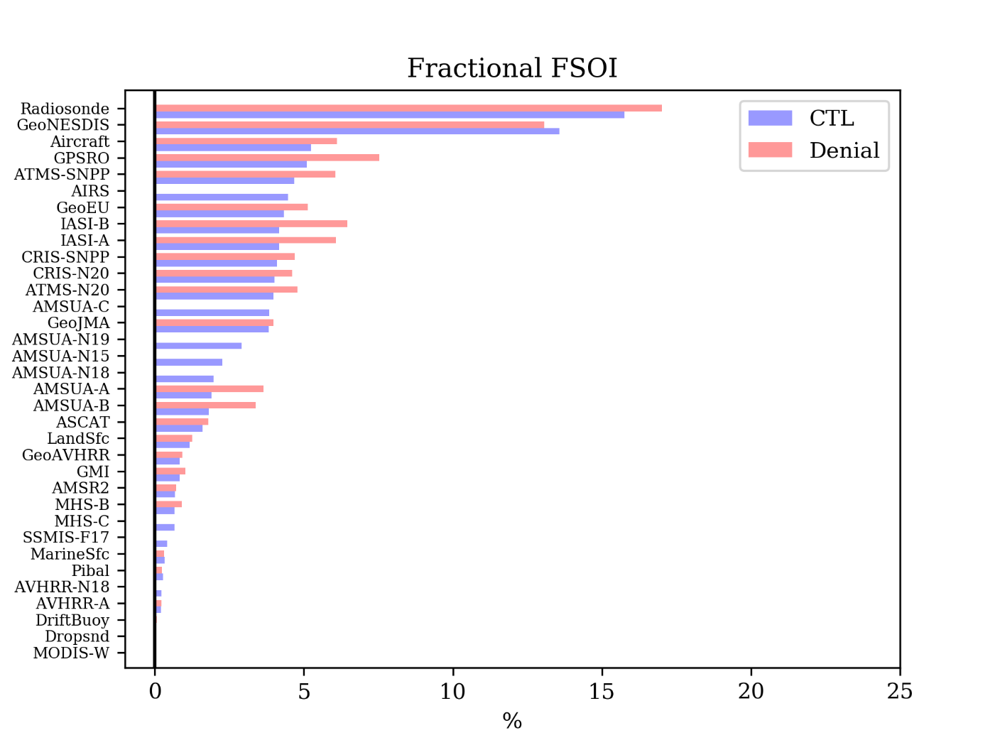 Fractional FSOI
CTL
Denial
Radiosonde
GeoNESDIS
Aircraft
GPSRO
ATMS-SNPP
AIRS
GeoEU
IASI-B
IASI-A
CRIS-SNPP
CRIS-N20
ATMS-N20
AMSUA-C
GeoJMA
AMSUA-N19
AMSUA-N15
AMSUA-N18
AMSUA-A
AMSUA-B
ASCAT
LandSfc
GeoAVHRR
GMI
AMSR2
MHS-B
MHS-C
SSMIS-F17
MarineSfc
Pibal
AVHRR-N18
AVHRR-A
DriftBuoy
Dropsnd
MODIS-W
0 5 10 15 20 25
%